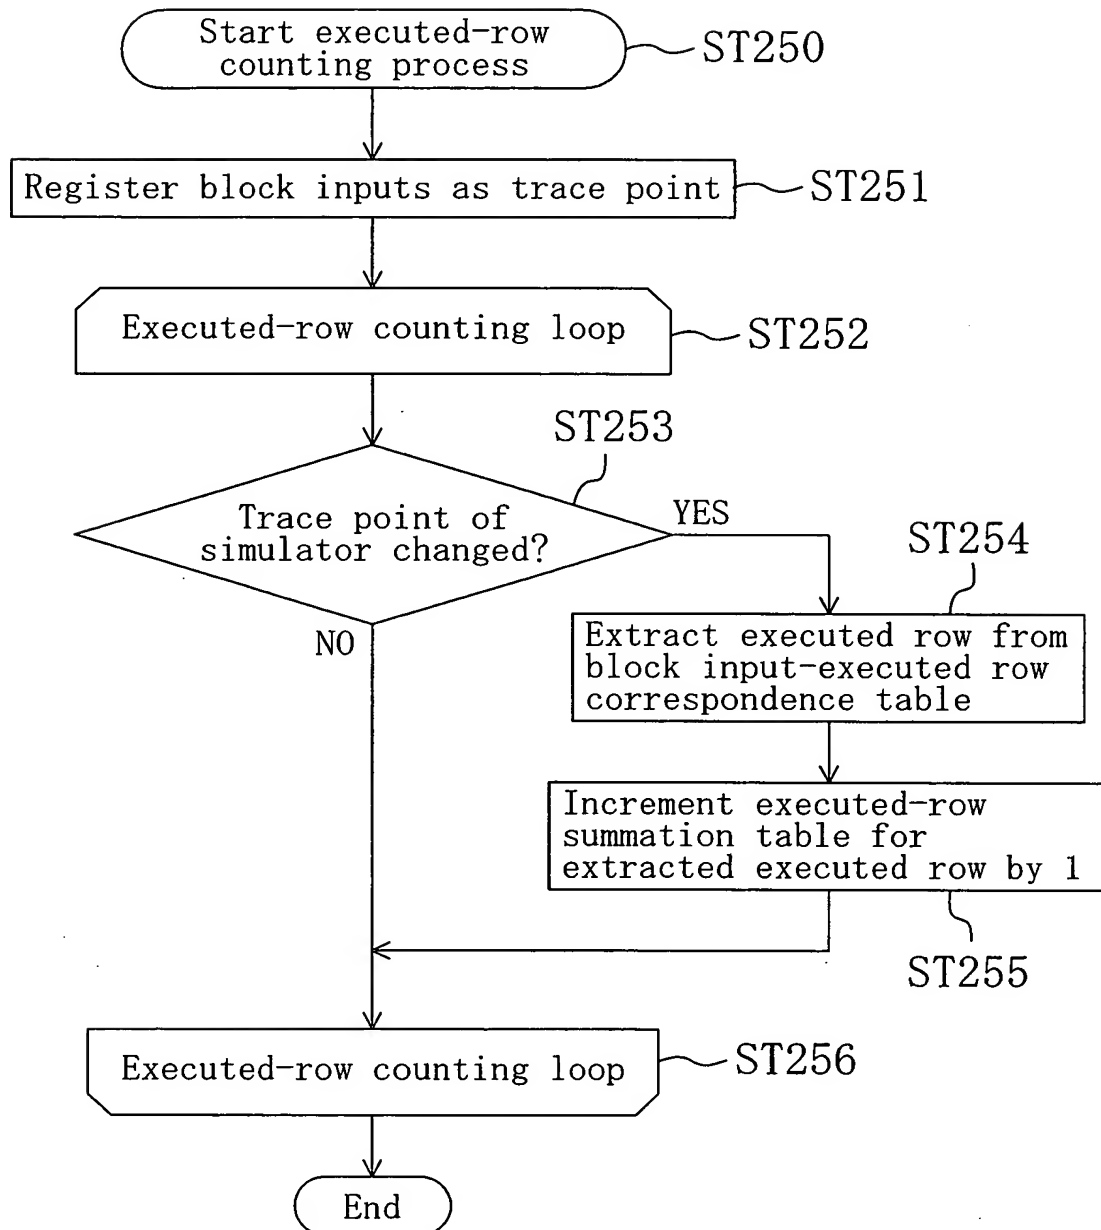 Start executed-row
counting process
ST250
Register block inputs as trace point
ST251
Executed-row counting loop
ST252
ST253
Trace point of
simulator changed?
YES
NO
ST254
Extract executed row from
block input-executed row
correspondence table
Increment executed-row
summation table for
extracted executed row by 1
ST255
Executed-row counting loop
ST256
End